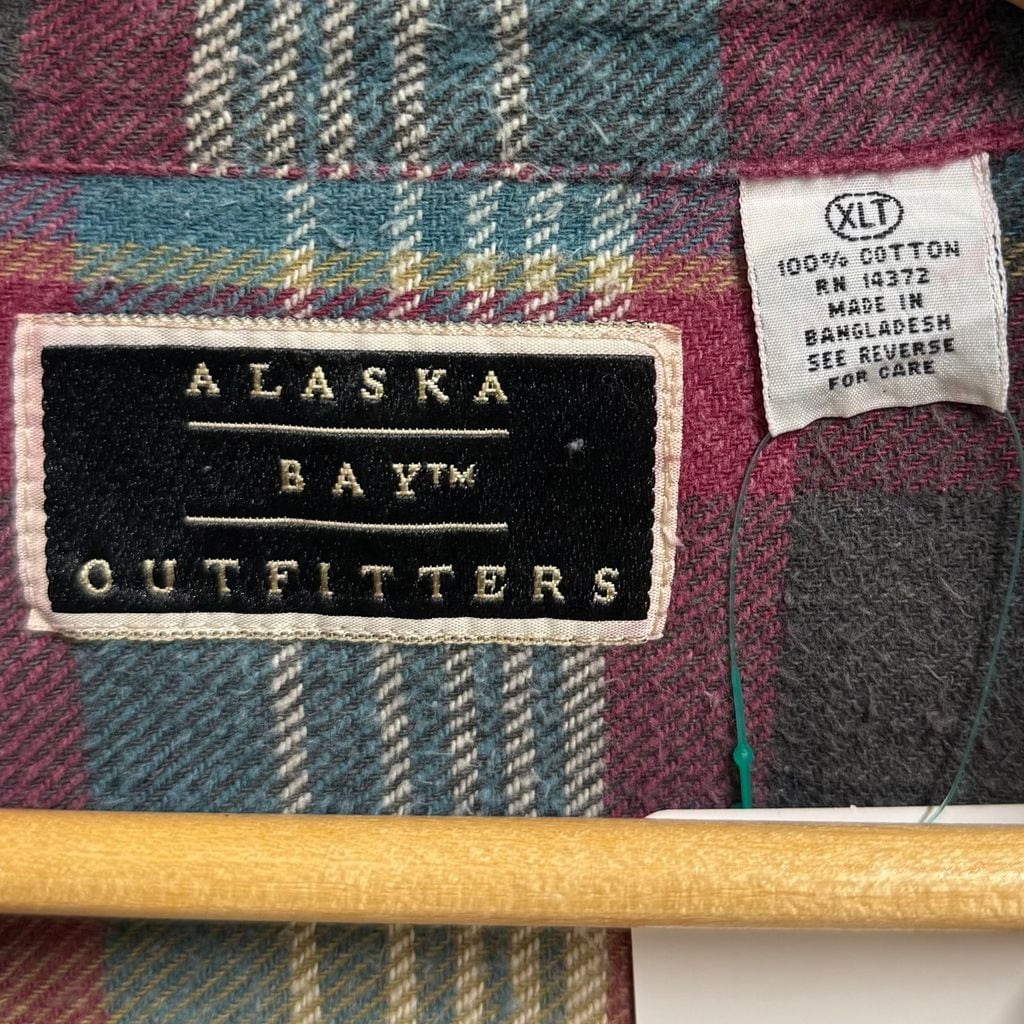 ALASKA
BAY™
OUTFITTERS
XLT
100% COTTON
RN 14372
MADE IN
BANGLADESH
SEE REVERSE
FOR CARE